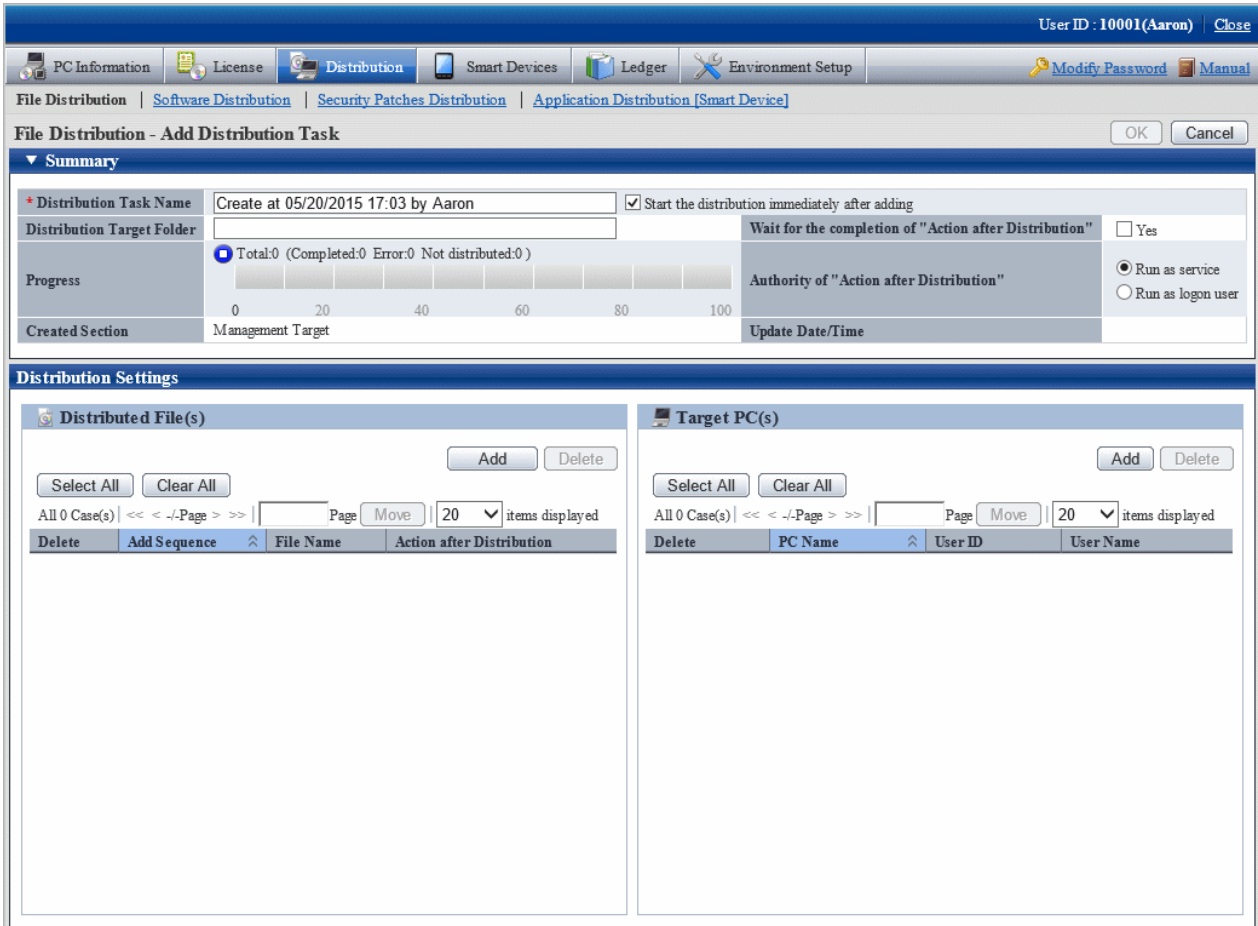 User ID : 10001(Aaron) Close
PC Information License Distribution Smart Devices Ledger Environment Setup Modify Password Manual
File Distribution Software Distribution Security Patches Distribution Application Distribution [Smart Device]
File Distribution - Add Distribution Task OK Cancel
▼ Summary
* Distribution Task Name Create at 05/20/2015 17:03 by Aaron Start the distribution immediately after adding
Distribution Target Folder Wait for the completion of "Action after Distribution" Yes
Total:0 (Completed:0 Error:0 Not distributed:0 )
Progress Authority of "Action after Distribution" Run as service
Run as logon user
0 20 40 60 80 100
Created Section Management Target Update Date/Time
Distribution Settings
Distributed File(s)
Add Delete
Select All Clear All
All 0 Case(s) << < -/-Page > >> Page Move 20 items displayed
Delete Add Sequence File Name Action after Distribution
Target PC(s)
Add Delete
Select All Clear All
All 0 Case(s) << < -/-Page > >> Page Move 20 items displayed
Delete PC Name User ID User Name